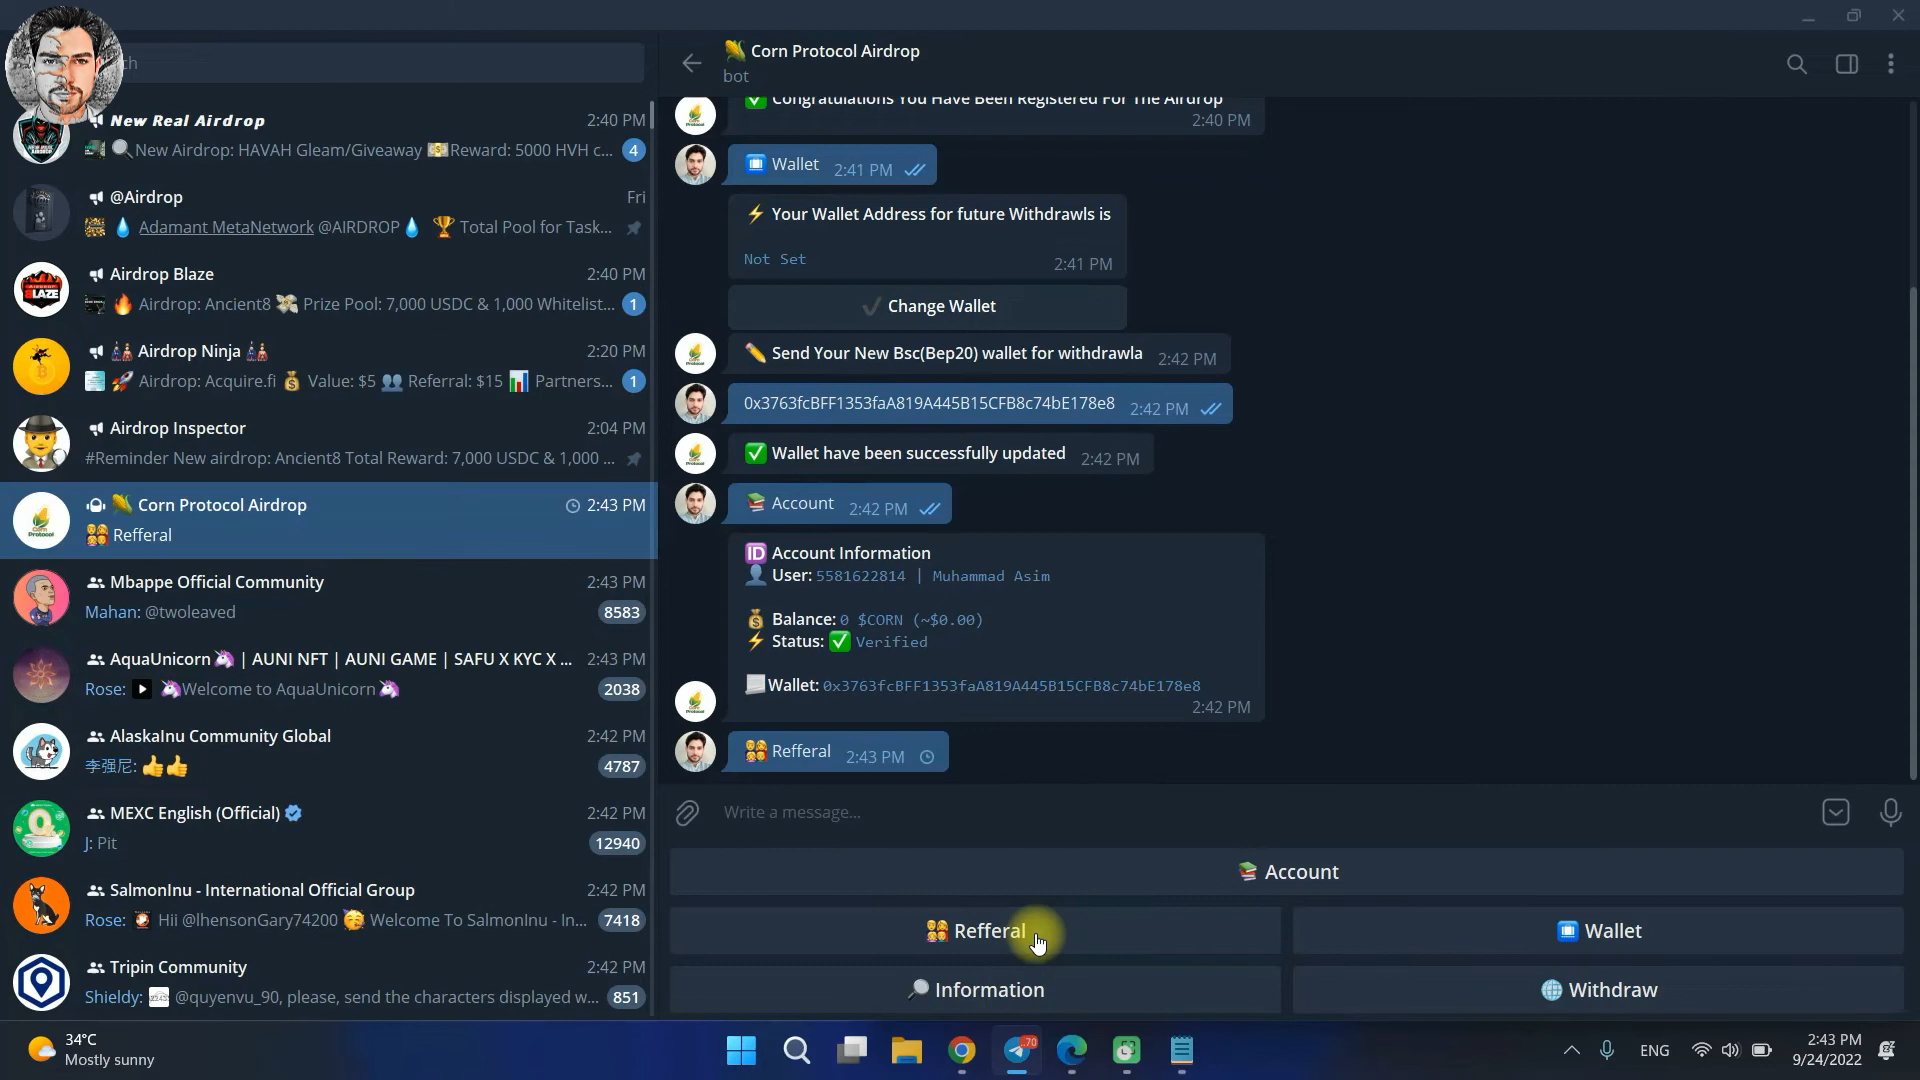 ch
New Real Airdrop 2:40 PM
New Airdrop: HAVAH Gleam/Giveaway Reward: 5000 HVH c... 4
@Airdrop Fri
Adamant MetaNetwork @AIRDROP Total Pool for Task...
Airdrop Blaze 2:40 PM
Airdrop: Ancient8 Prize Pool: 7,000 USDC & 1,000 Whitelist... 1
Airdrop Ninja 2:20 PM
Airdrop: Acquire.fi Value: $5 Referral: $15 Partners... 1
Airdrop Inspector 2:04 PM
#Reminder New airdrop: Ancient8 Total Reward: 7,000 USDC & 1,000 ...
Corn Protocol Airdrop 2:43 PM
Refferal
Mbappe Official Community 2:43 PM
Mahan: @twoleaved 8583
AquaUnicorn | AUNI NFT | AUNI GAME | SAFU X KYC X ... 2:43 PM
Rose: Welcome to AquaUnicorn 2038
AlaskaInu Community Global 2:42 PM
李强尼: 4787
MEXC English (Official) 2:42 PM
J: Pit 12940
SalmonInu - International Official Group 2:42 PM
Rose: Hii @lhensonGary74200 Welcome To SalmonInu - In... 7418
Tripin Community 2:42 PM
Shieldy: @quyenvu_90, please, send the characters displayed w... 851
Corn Protocol Airdrop
bot
Congratulations You Have Been Registered For The Airdrop
2:40 PM
Wallet 2:41 PM
Your Wallet Address for future Withdrawls is
Not Set 2:41 PM
Change Wallet
Send Your New Bsc(Bep20) wallet for withdrawla 2:42 PM
0x3763fcBFF1353faA819A445B15CFB8c74bE178e8 2:42 PM
Wallet have been successfully updated 2:42 PM
Account 2:42 PM
ID Account Information
User: 5581622814 | Muhammad Asim
Balance: 0 $CORN (~$0.00)
Status: Verified
Wallet: 0x3763fcBFF1353faA819A445B15CFB8c74bE178e8
2:42 PM
Refferal 2:43 PM
Write a message...
Account
Refferal Wallet
Information Withdraw
34°C
Mostly sunny
..70
ENG
2:43 PM
9/24/2022